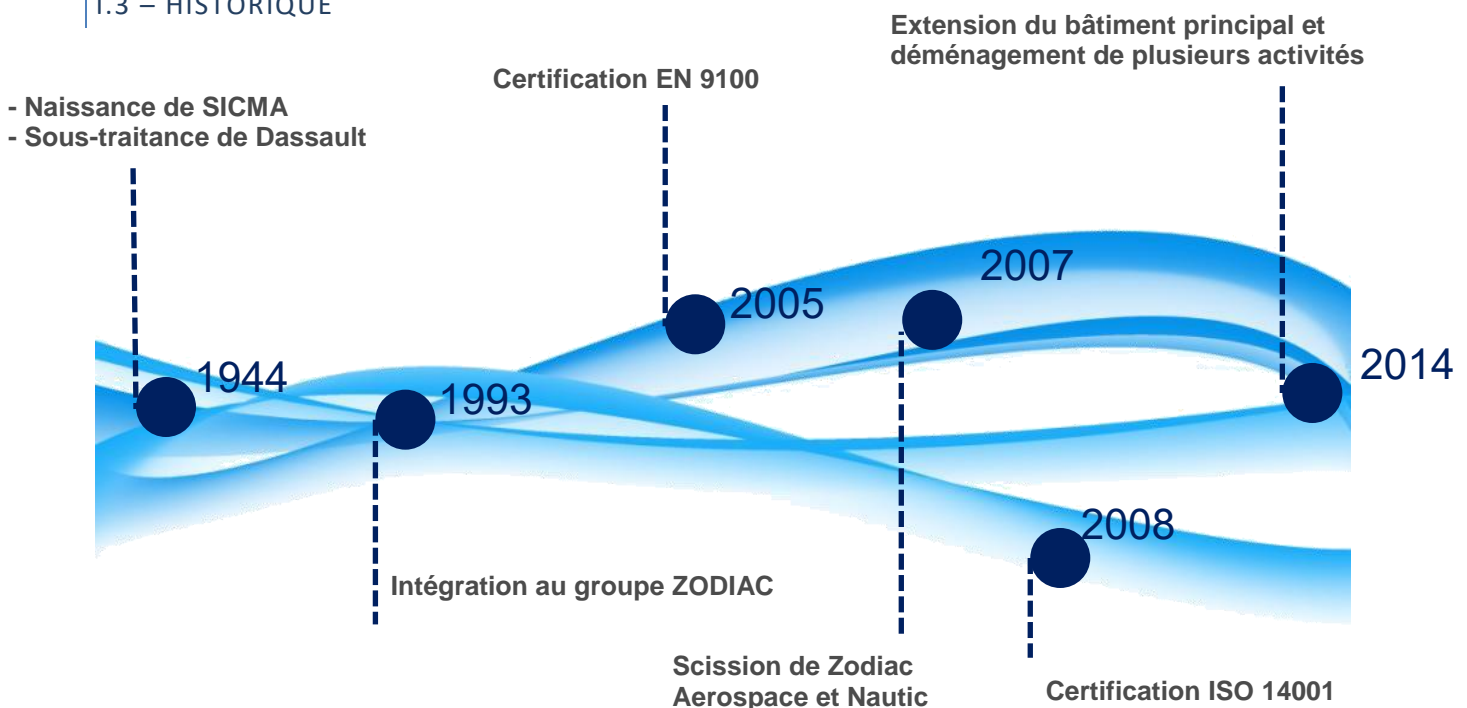 I.3 – HISTORIQUE
Extension du bâtiment principal et
déménagement de plusieurs activités
Certification EN 9100
- Naissance de SICMA
- Sous-traitance de Dassault
2007
2005
2014
1944
1993
2008
Intégration au groupe ZODIAC
Scission de Zodiac
Aerospace et Nautic
Certification ISO 14001